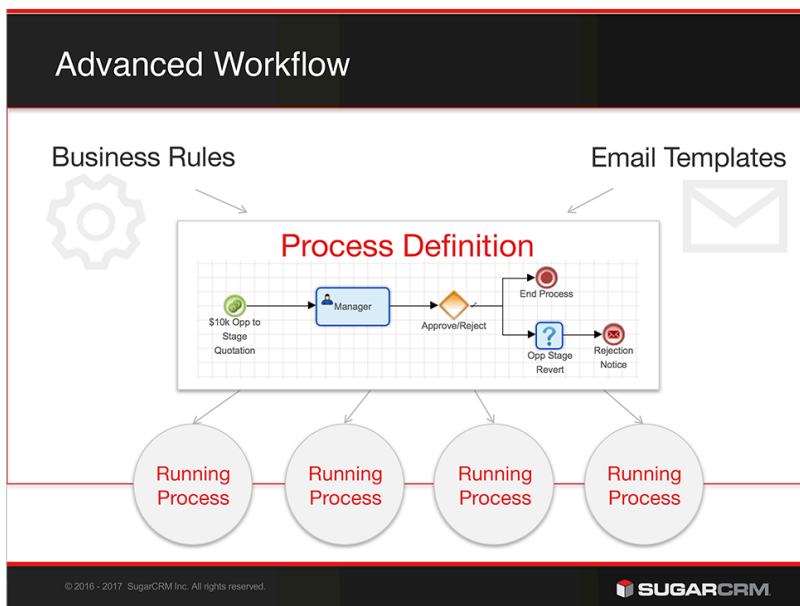 Advanced Workflow
Business Rules
Email Templates
Process Definition
$10k Opp to
Stage
Quotation
Manager
Approve/Reject
End Process
?
Opp Stage
Revert
Rejection
Notice
Running
Process
Running
Process
Running
Process
Running
Process
© 2016 - 2017 SugarCRM Inc. All rights reserved.
SUGARCRM.